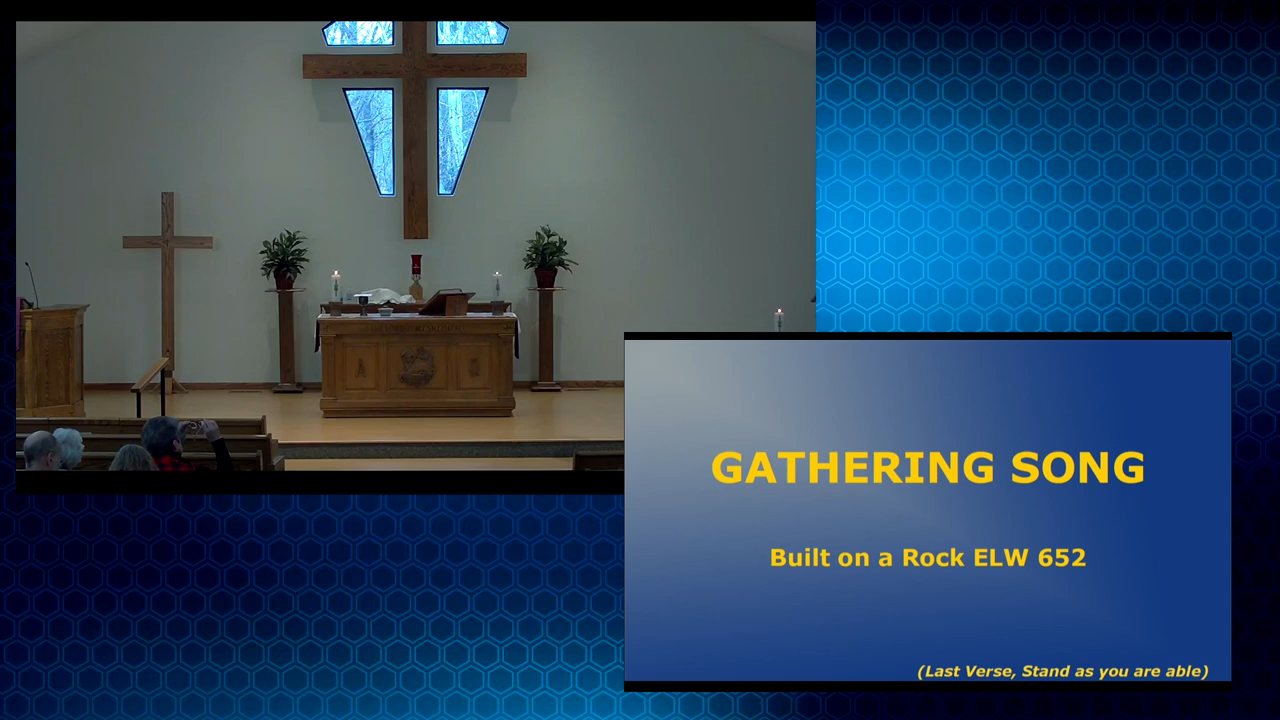 GATHERING SONG
Built on a Rock ELW 652
(Last Verse, Stand as you are able)